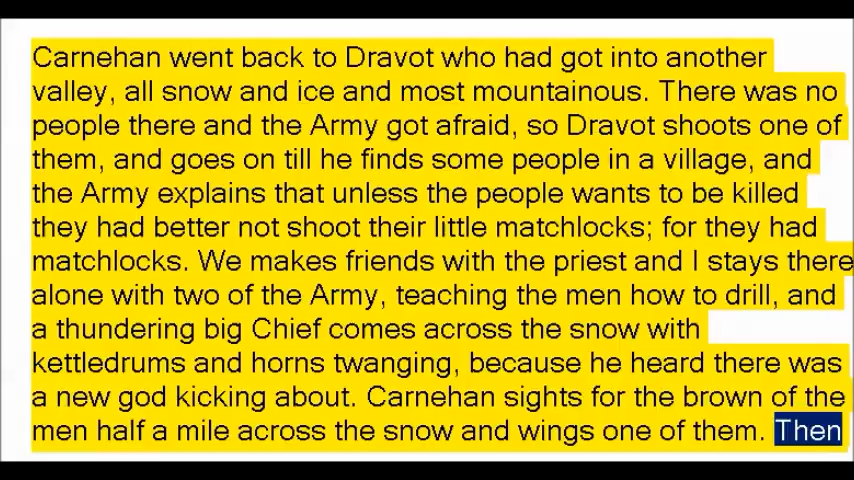 Carnehan went back to Dravot who had got into another
valley, all snow and ice and most mountainous. There was no
people there and the Army got afraid, so Dravot shoots one of
them, and goes on till he finds some people in a village, and
the Army explains that unless the people wants to be killed
they had better not shoot their little matchlocks; for they had
matchlocks. We makes friends with the priest and I stays there
alone with two of the Army, teaching the men how to drill, and
a thundering big Chief comes across the snow with
kettledrums and horns twanging, because he heard there was
a new god kicking about. Carnehan sights for the brown of the
men half a mile across the snow and wings one of them. Then